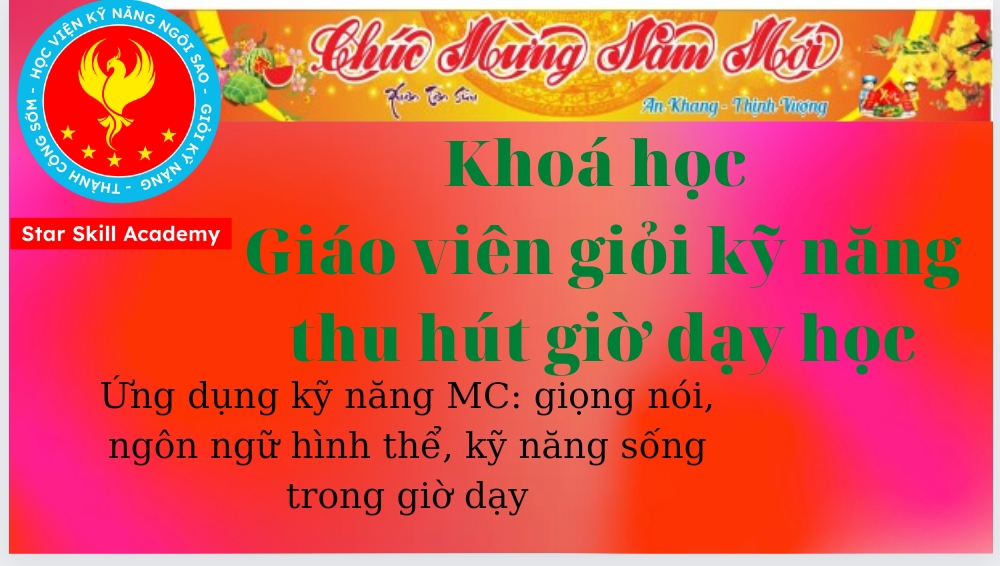 HỌC VIỆN KỸ NĂNG NGÔI SAO - GIỎI KỸ NĂNG - THÀNH CÔNG SỚM -
Chúc Mừng Năm Mới
Xuân Tân Sửu
An Khang - Thịnh Vượng
Star Skill Academy
Khoá học
Giáo viên giỏi kỹ năng
thu hút giờ dạy học
Ứng dụng kỹ năng MC: giọng nói,
ngôn ngữ hình thể, kỹ năng sống
trong giờ dạy